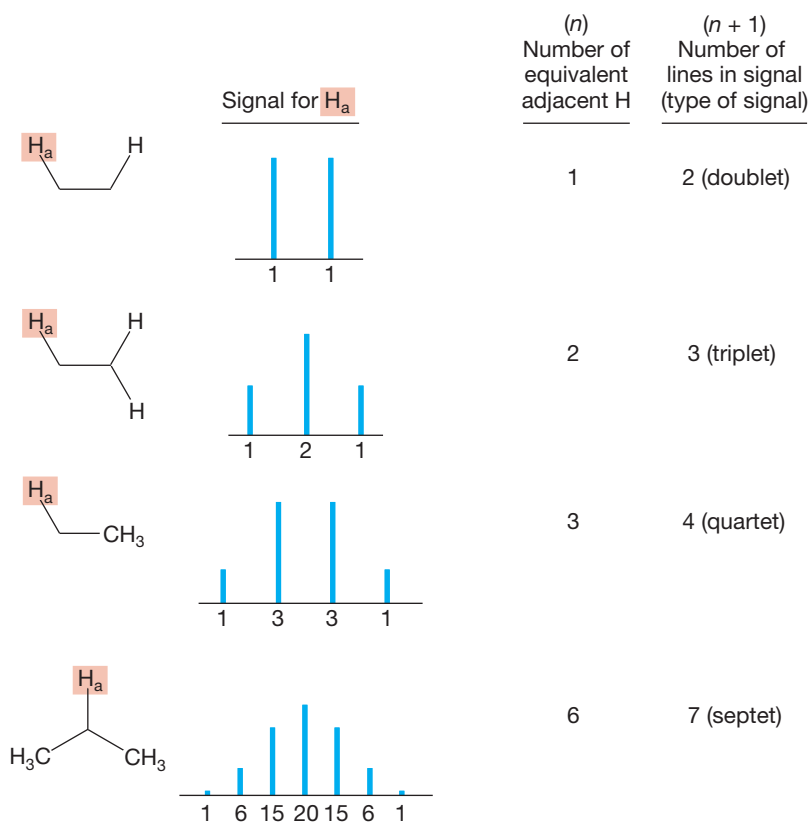 (n)
Number of
equivalent
adjacent H
(n + 1)
Number of
lines in signal
(type of signal)
Signal for Ha
Ha
H
1 1
1
2 (doublet)
Ha
H
H
1 2 1
2
3 (triplet)
Ha
CH3
1 3 3 1
3
4 (quartet)
Ha
H3C
CH3
1 6 15 20 15 6 1
6
7 (septet)